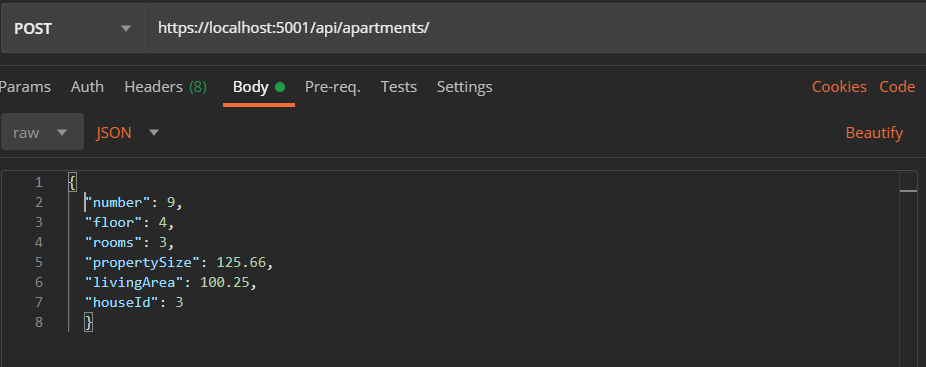 POST https://localhost:5001/api/apartments/
Params Auth Headers (8) Body Pre-req. Tests Settings Cookies Code
raw JSON Beautify
1 {
2 "number": 9,
3 "floor": 4,
4 "rooms": 3,
5 "propertySize": 125.66,
6 "livingArea": 100.25,
7 "houseId": 3
8 }